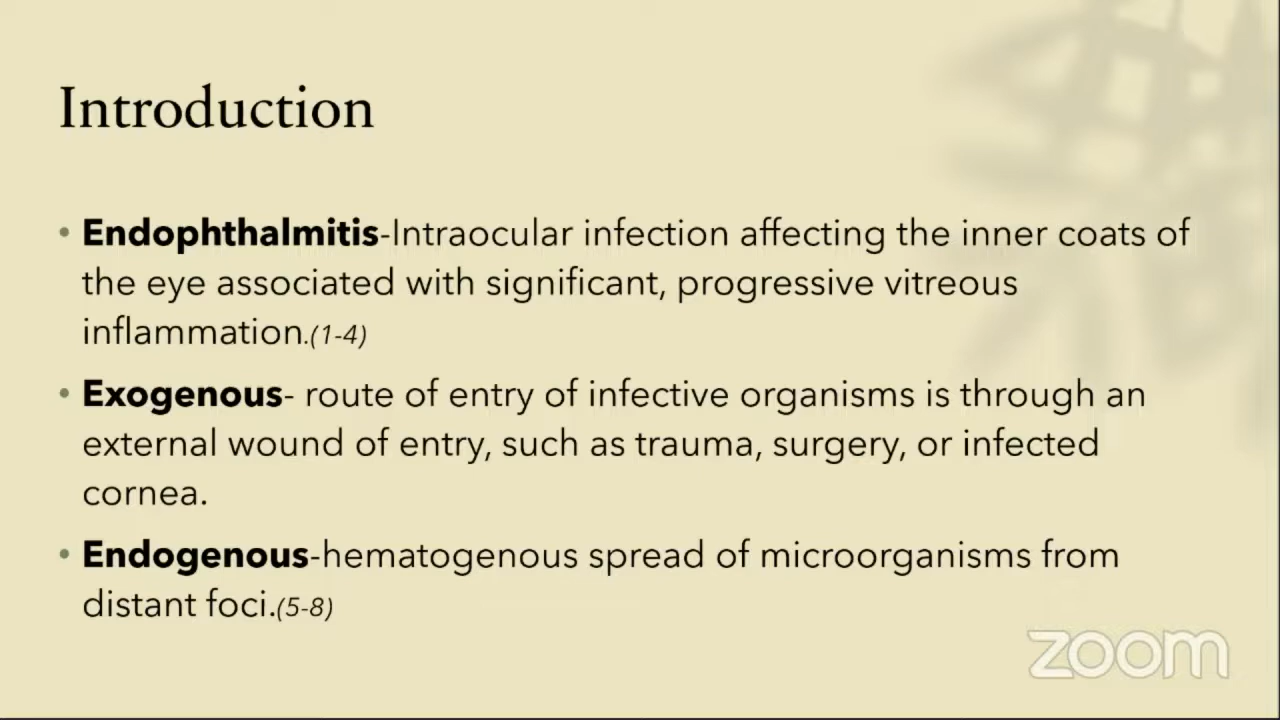 Introduction
• Endophthalmitis-Intraocular infection affecting the inner coats of
the eye associated with significant, progressive vitreous
inflammation.(1-4)
• Exogenous- route of entry of infective organisms is through an
external wound of entry, such as trauma, surgery, or infected
cornea.
• Endogenous-hematogenous spread of microorganisms from
distant foci.(5-8)
zoom